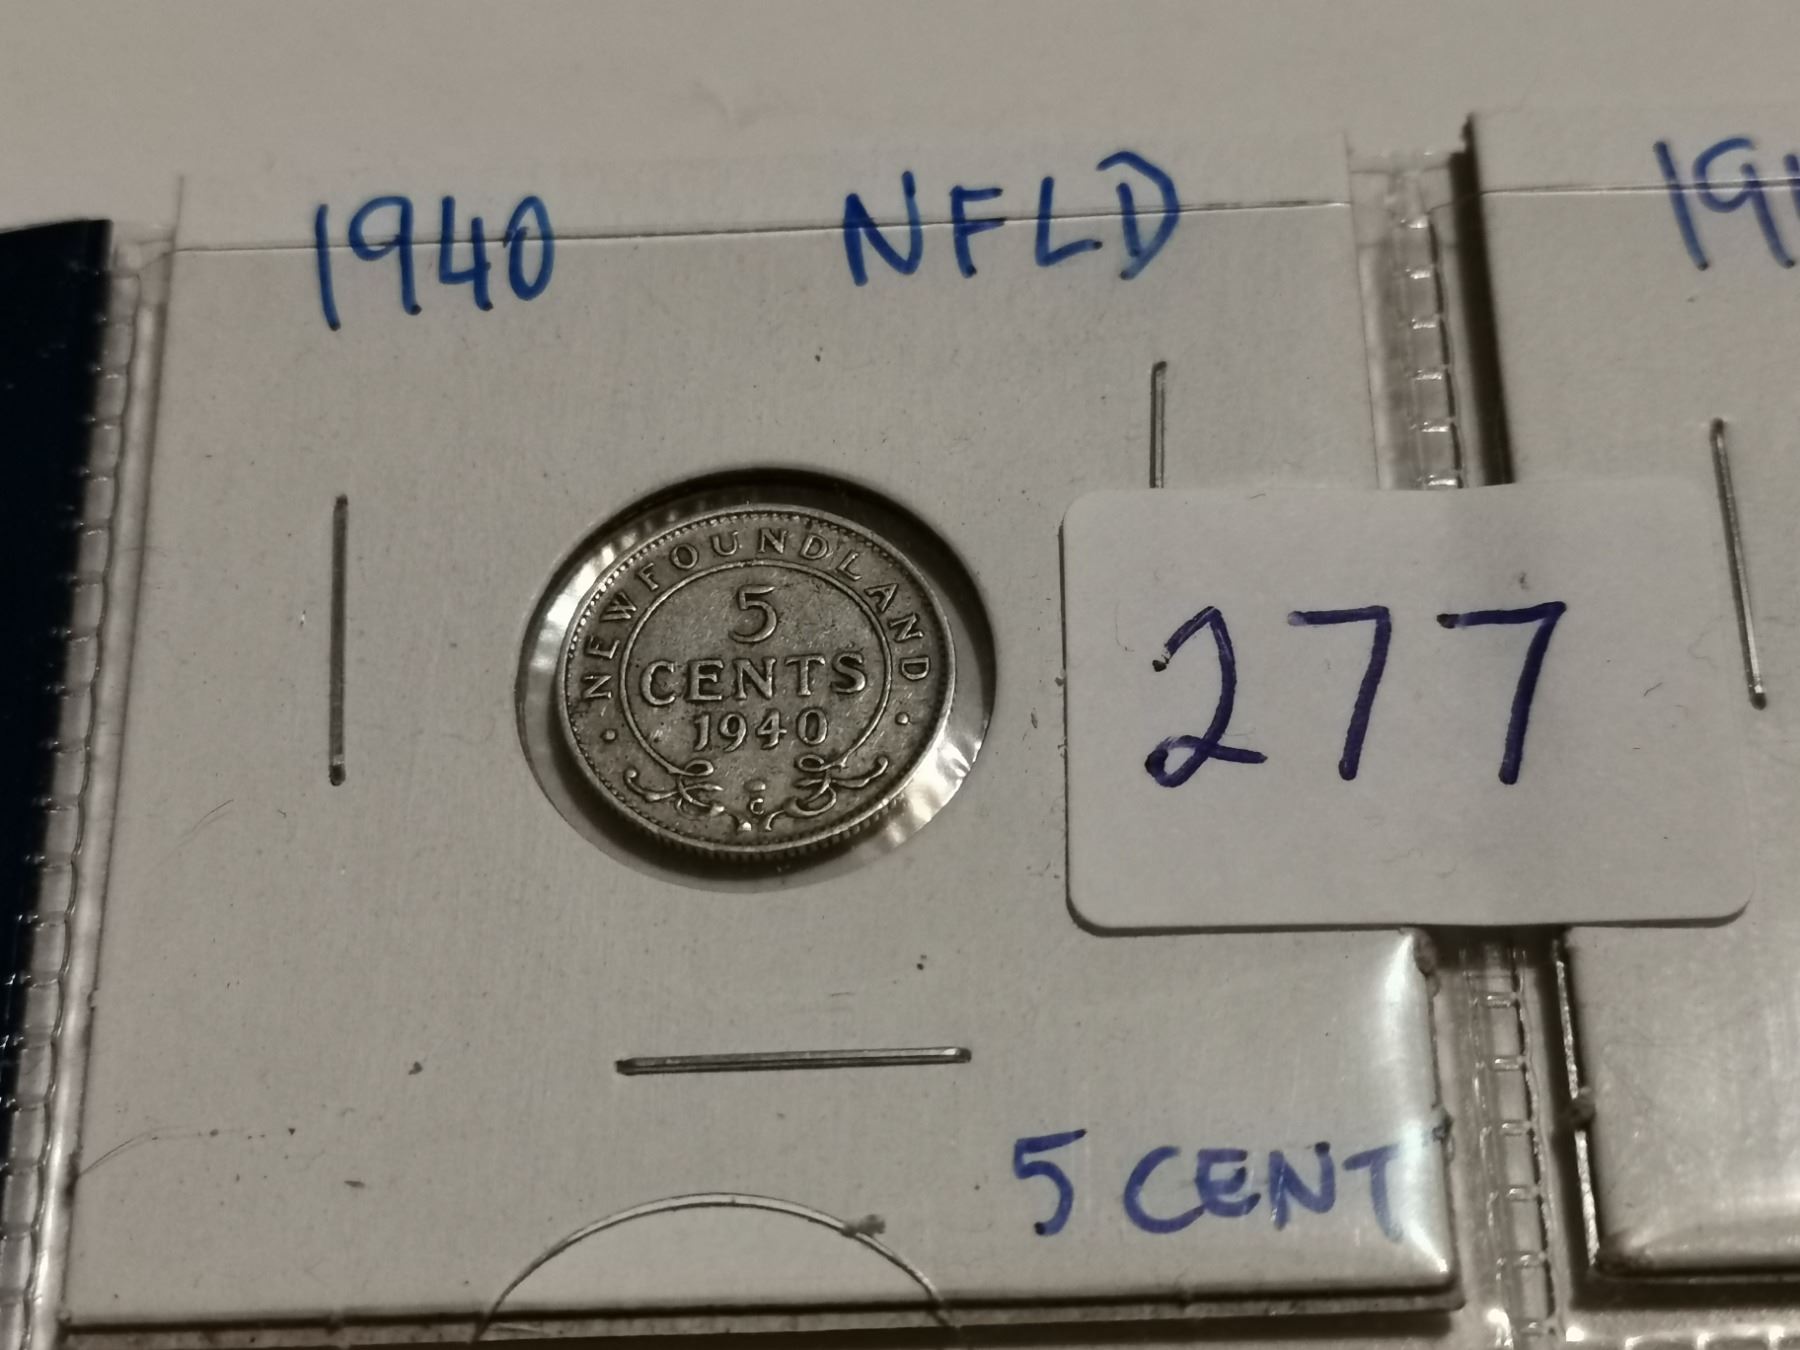 1940 NFLD
NEWFOUNDLAND
5
CENTS
1940
C
277
5 CENT